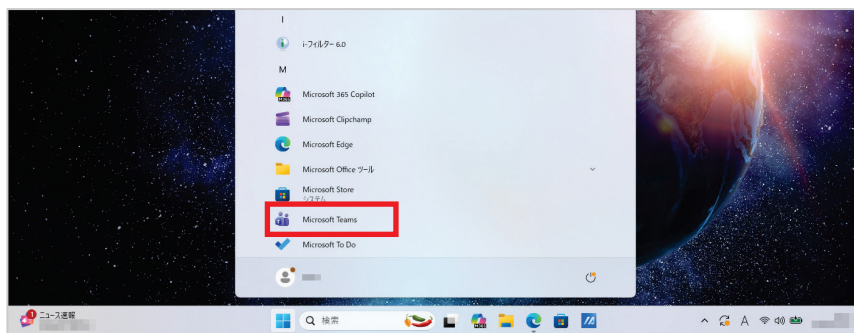 I
i-フィルター 6.0
M
Microsoft 365 Copilot
Microsoft Clipchamp
Microsoft Edge
Microsoft Office ツール
Microsoft Store
システム
Microsoft Teams
Microsoft To Do
1
ニュース速報
検索
A